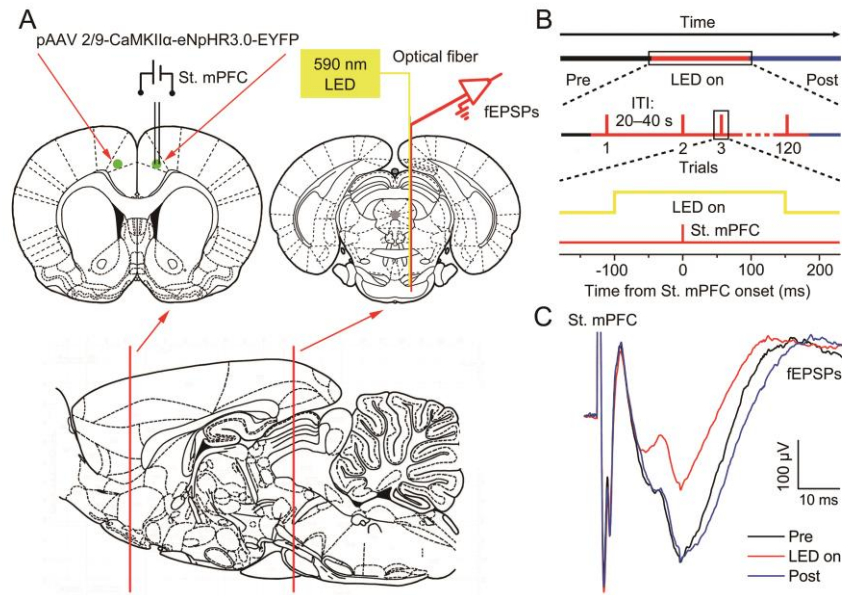 A
pAAV 2/9-CaMKIIα-eNpHR3.0-EYFP
St. mPFC
590 nm
LED
Optical fiber
fEPSPs
B
Time
Pre
LED on
Post
ITI:
20–40 s
1
2
3
120
Trials
LED on
St. mPFC
-100
0
100
200
Time from St. mPFC onset (ms)
C
St. mPFC
fEPSPs
100 µV
10 ms
Pre
LED on
Post